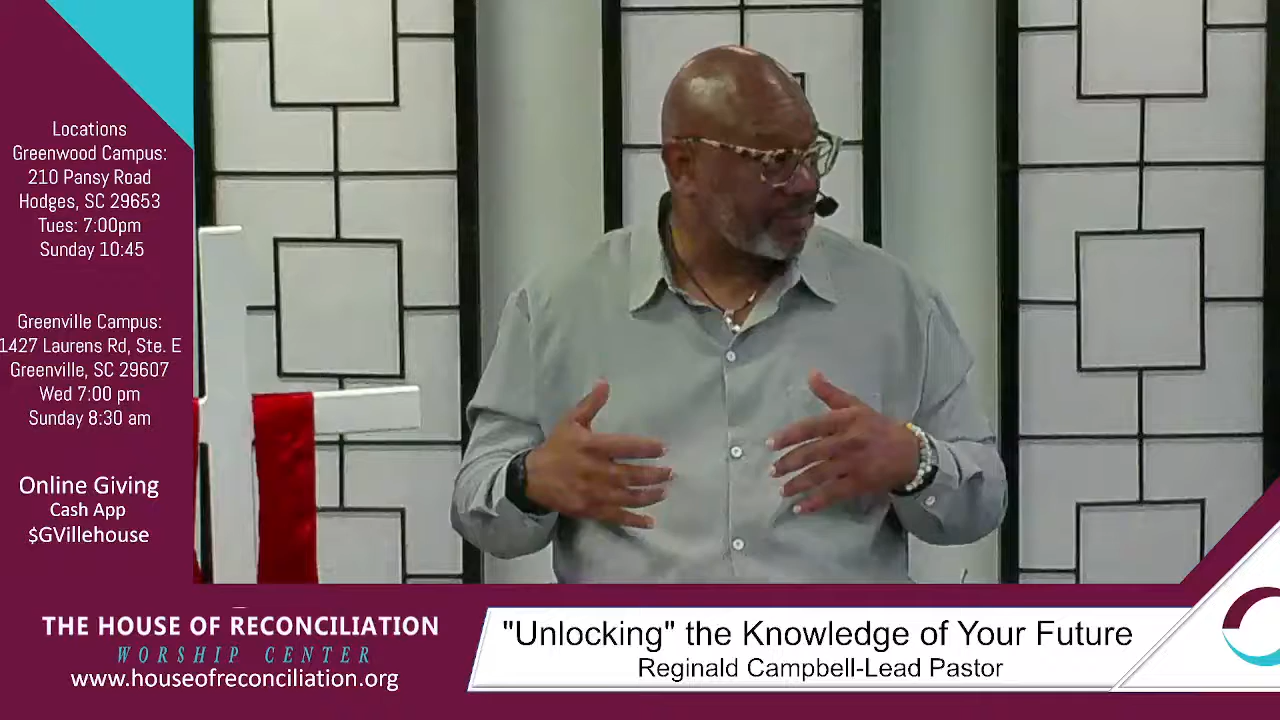 Locations
Greenwood Campus:
210 Pansy Road
Hodges, SC 29653
Tues: 7:00pm
Sunday 10:45
Greenville Campus:
1427 Laurens Rd, Ste. E
Greenville, SC 29607
Wed 7:00 pm
Sunday 8:30 am
Online Giving
Cash App
$GVillehouse
THE HOUSE OF RECONCILIATION
WORSHIP CENTER
www.houseofreconciliation.org
"Unlocking" the Knowledge of Your Future
Reginald Campbell-Lead Pastor